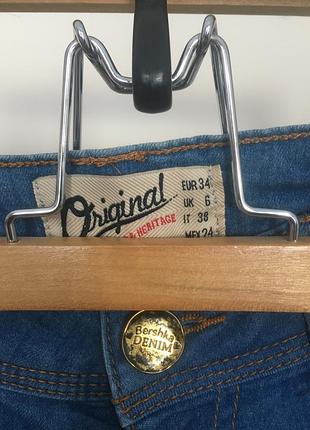 Original
& HERITAGE
EUR 34
UK 6
IT 38
MEX 24
Bershka
DENIM